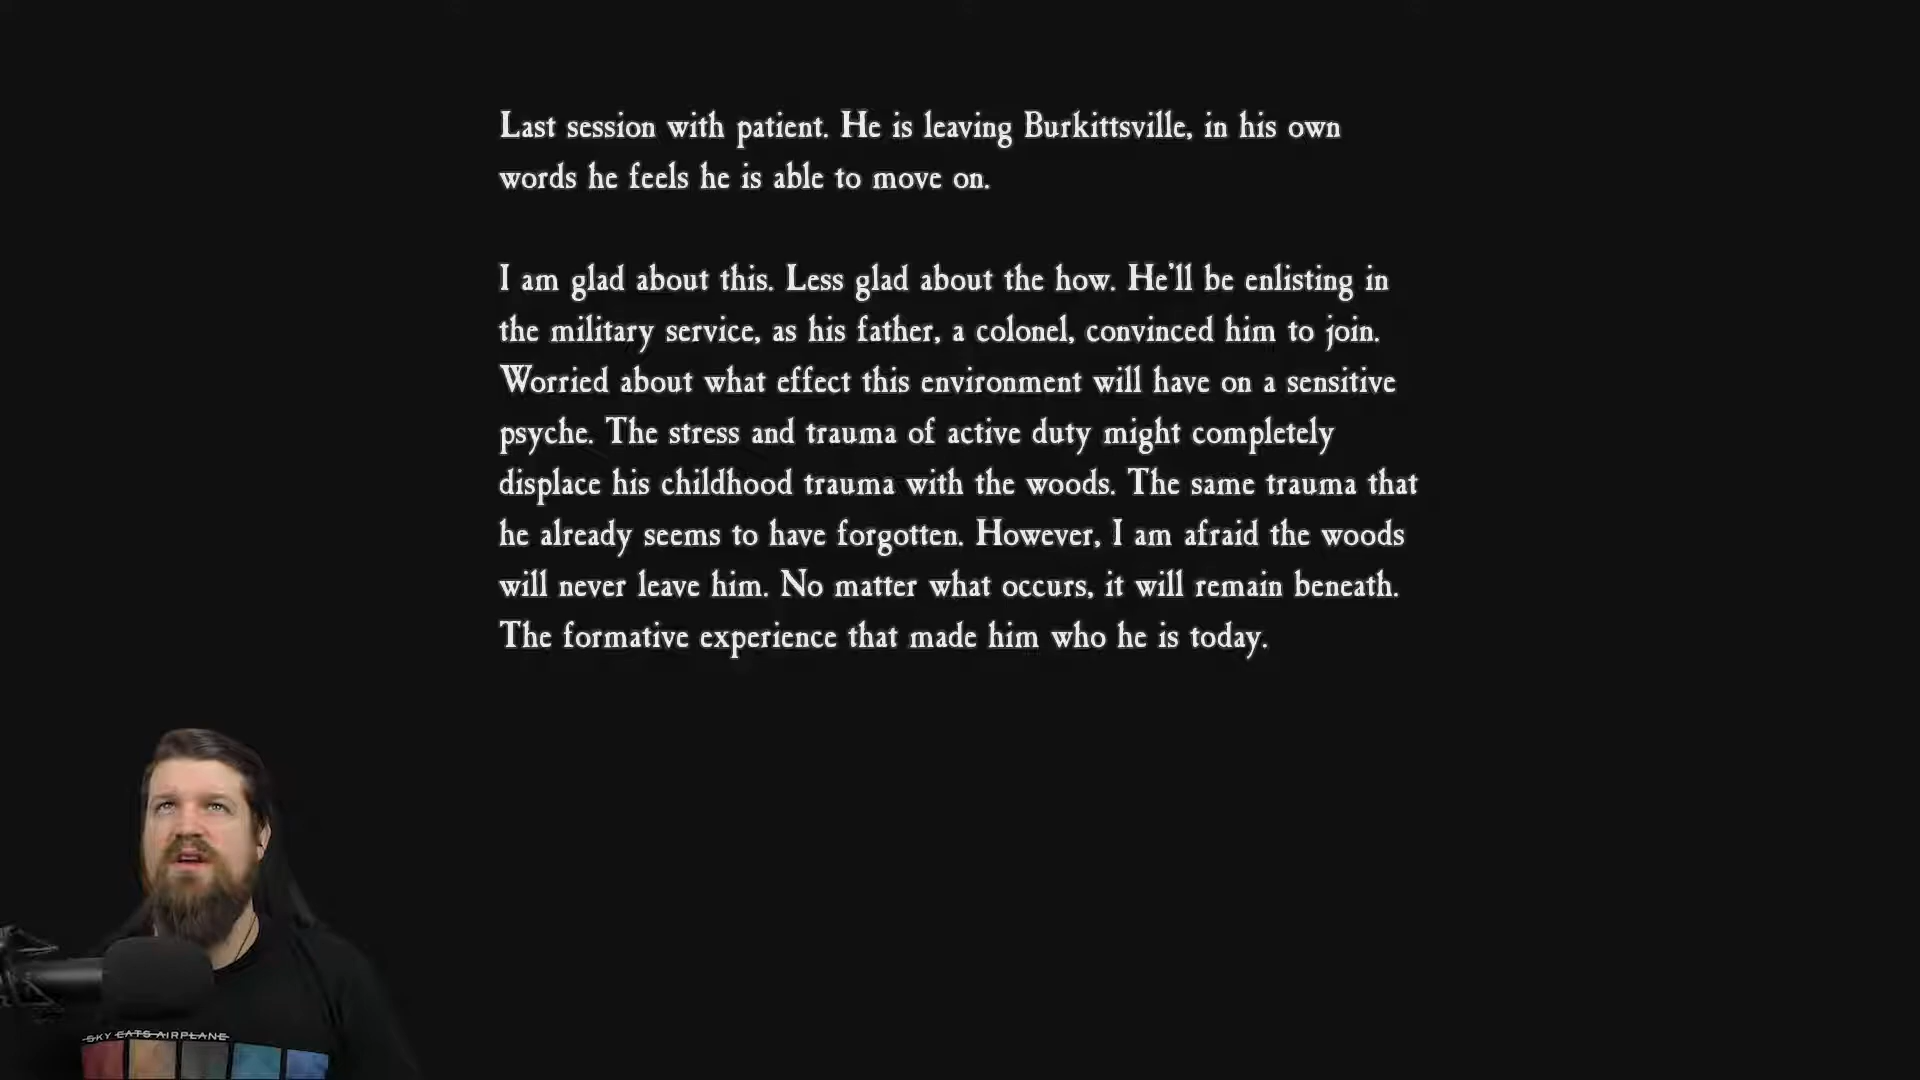 Last session with patient. He is leaving Burkittsville, in his own
words he feels he is able to move on.
I am glad about this. Less glad about the how. He'll be enlisting in
the military service, as his father, a colonel, convinced him to join.
Worried about what effect this environment will have on a sensitive
psyche. The stress and trauma of active duty might completely
displace his childhood trauma with the woods. The same trauma that
he already seems to have forgotten. However, I am afraid the woods
will never leave him. No matter what occurs, it will remain beneath.
The formative experience that made him who he is today.
SKY EATS AIRPLANE